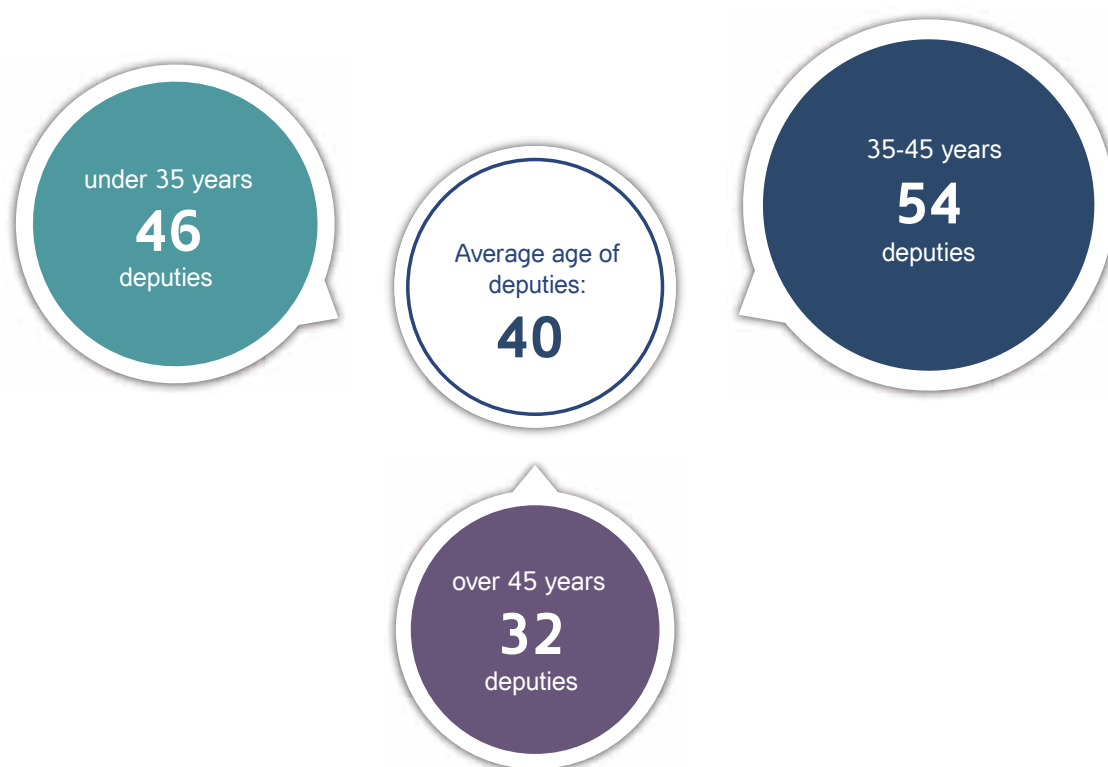 under 35 years
46
deputies
Average age of
deputies:
40
35-45 years
54
deputies
over 45 years
32
deputies